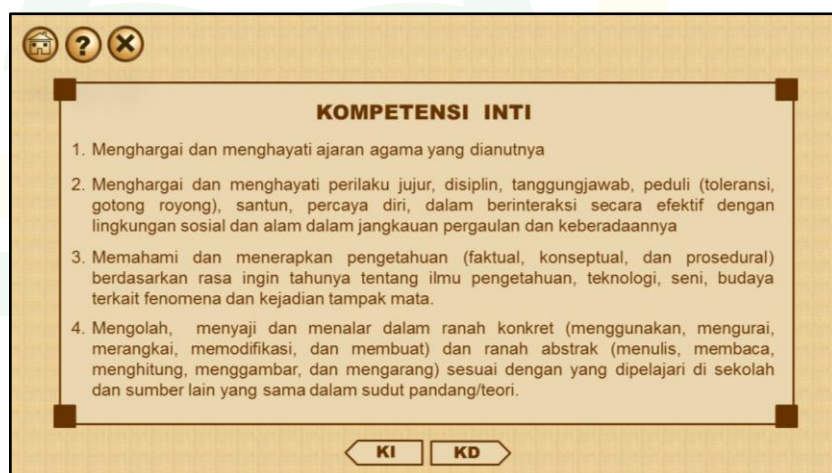 ?
KOMPETENSI INTI
1. Menghargai dan menghayati ajaran agama yang dianutnya
2. Menghargai dan menghayati perilaku jujur, disiplin, tanggungjawab, peduli (toleransi,
gotong royong), santun, percaya diri, dalam berinteraksi secara efektif dengan
lingkungan sosial dan alam dalam jangkauan pergaulan dan keberadaannya
3. Memahami dan menerapkan pengetahuan (faktual, konseptual, dan prosedural)
berdasarkan rasa ingin tahunya tentang ilmu pengetahuan, teknologi, seni, budaya
terkait fenomena dan kejadian tampak mata.
4. Mengolah, menyaji dan menalar dalam ranah konkret (menggunakan, mengurai,
merangkai, memodifikasi, dan membuat) dan ranah abstrak (menulis, membaca,
menghitung, menggambar, dan mengarang) sesuai dengan yang dipelajari di sekolah
dan sumber lain yang sama dalam sudut pandang/teori.
KI KD